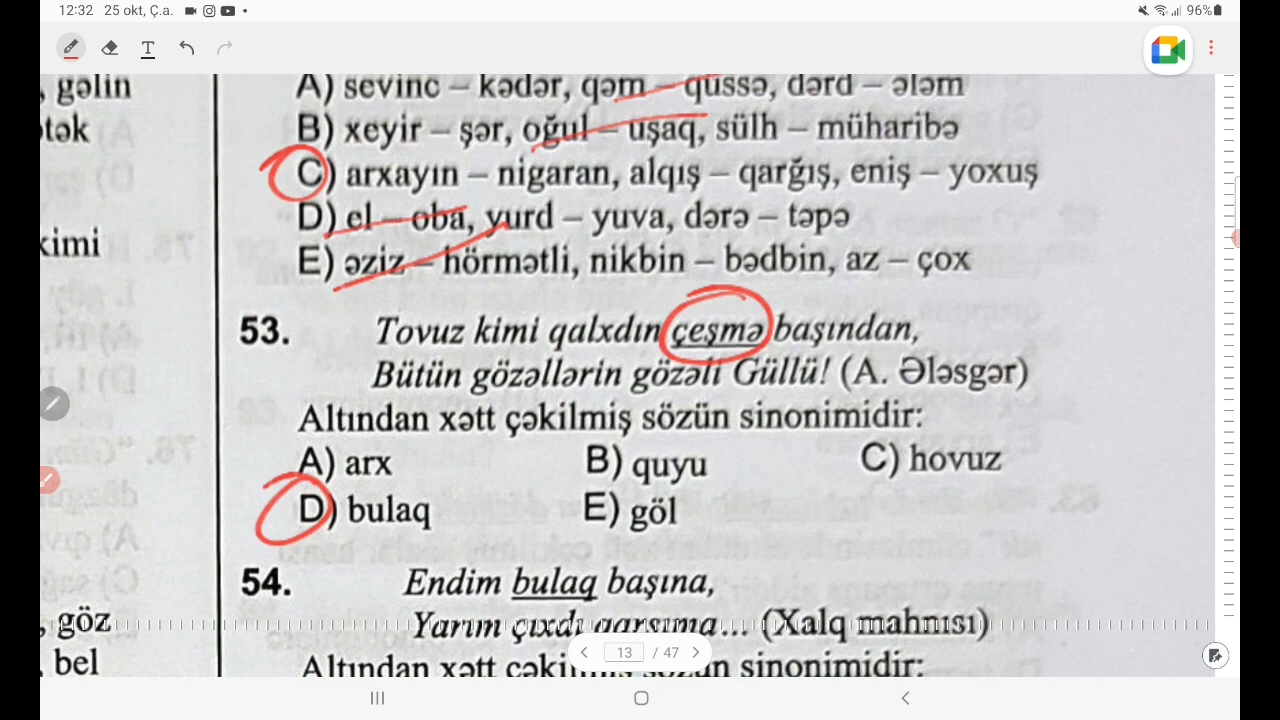 12:32 25 okt, Ç.a. 96%
T
, gəlin
ətək
kimi
, göz
, bel
A) sevinc – kədər, qəm – qüssə, dərd – ələm
B) xeyir – şər, oğul – uşaq, sülh – müharibə
C) arxayın – nigaran, alqış – qarğış, eniş – yoxuş
D) el – oba, yurd – yuva, dərə – təpə
E) əziz – hörmətli, nikbin – bədbin, az – çox
53. Tovuz kimi qalxdın çeşmə başından,
Bütün gözəllərin gözəli Güllü! (A. Ələsgər)
Altından xətt çəkilmiş sözün sinonimidir:
A) arx B) quyu C) hovuz
D) bulaq E) göl
54. Endim bulaq başına,
Yarım çıxdı qarşıma... (Xalq mahnısı)
Altından xətt sözün sinonimidir:
13 / 47